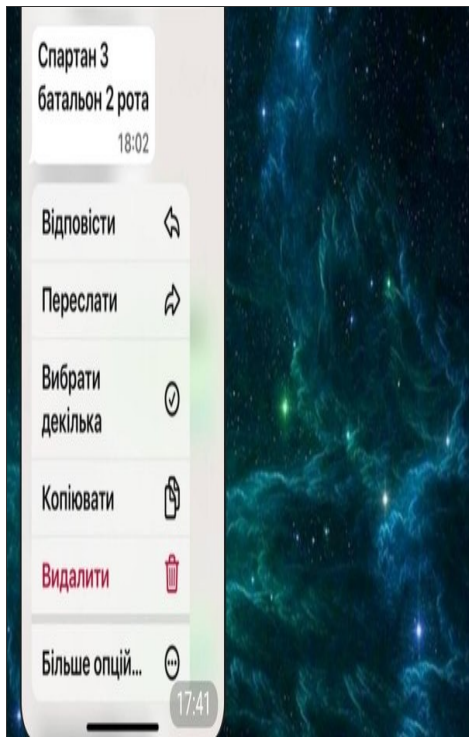 Спартан 3
батальон 2 рота
18:02
Відповісти
Переслати
Вибрати
декілька
Копіювати
Видалити
Більше опцій...
17:41